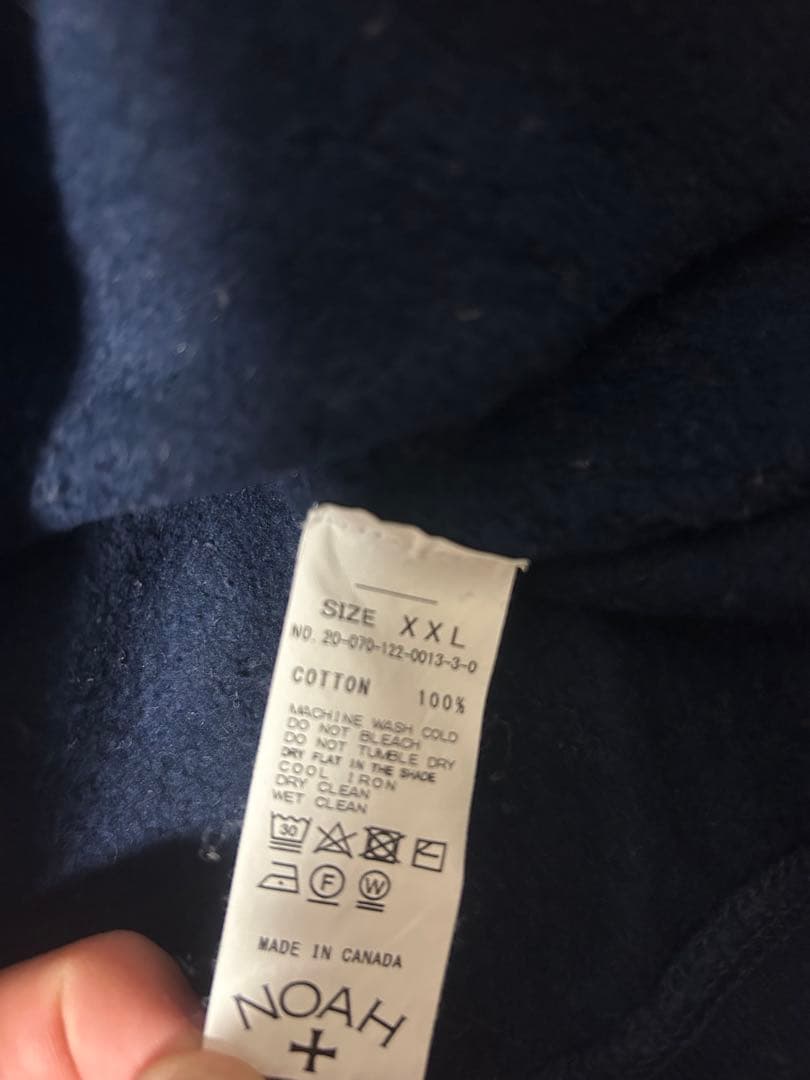 SIZE XXL
NO. 20-070-122-0013-3-0
COTTON 100%
MACHINE WASH COLD
DO NOT BLEACH
DO NOT TUMBLE DRY
DRY FLAT IN THE SHADE
COOL IRON
DRY CLEAN
WET CLEAN
30
F W
MADE IN CANADA
NOAH